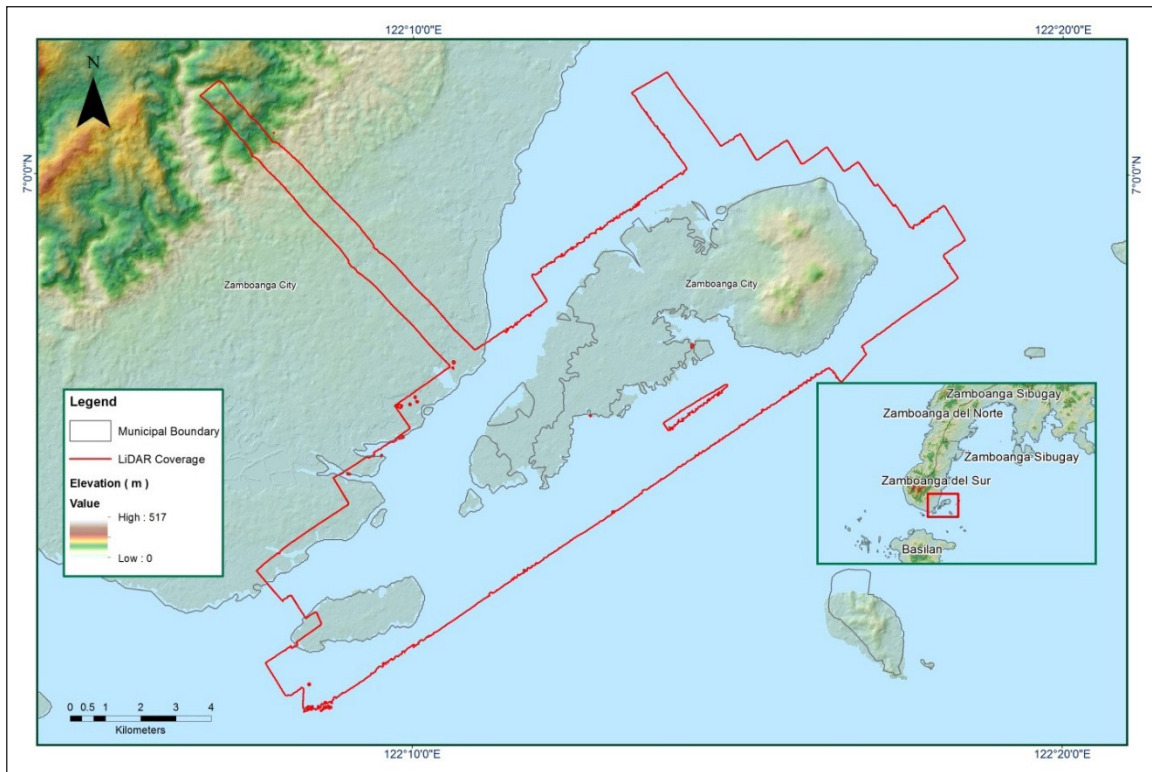 122°10'0"E
122°20'0"E
N
7°0'0"N
7°0'0"N
Zamboanga City
Zamboanga City
Legend
Municipal Boundary
LiDAR Coverage
Elevation ( m )
Value
High : 517
Low : 0
Zamboanga Sibugay
Zamboanga del Norte
Zamboanga Sibugay
Zamboanga del Sur
Basilan
0 0.5 1 2 3 4
Kilometers
122°10'0"E
122°20'0"E